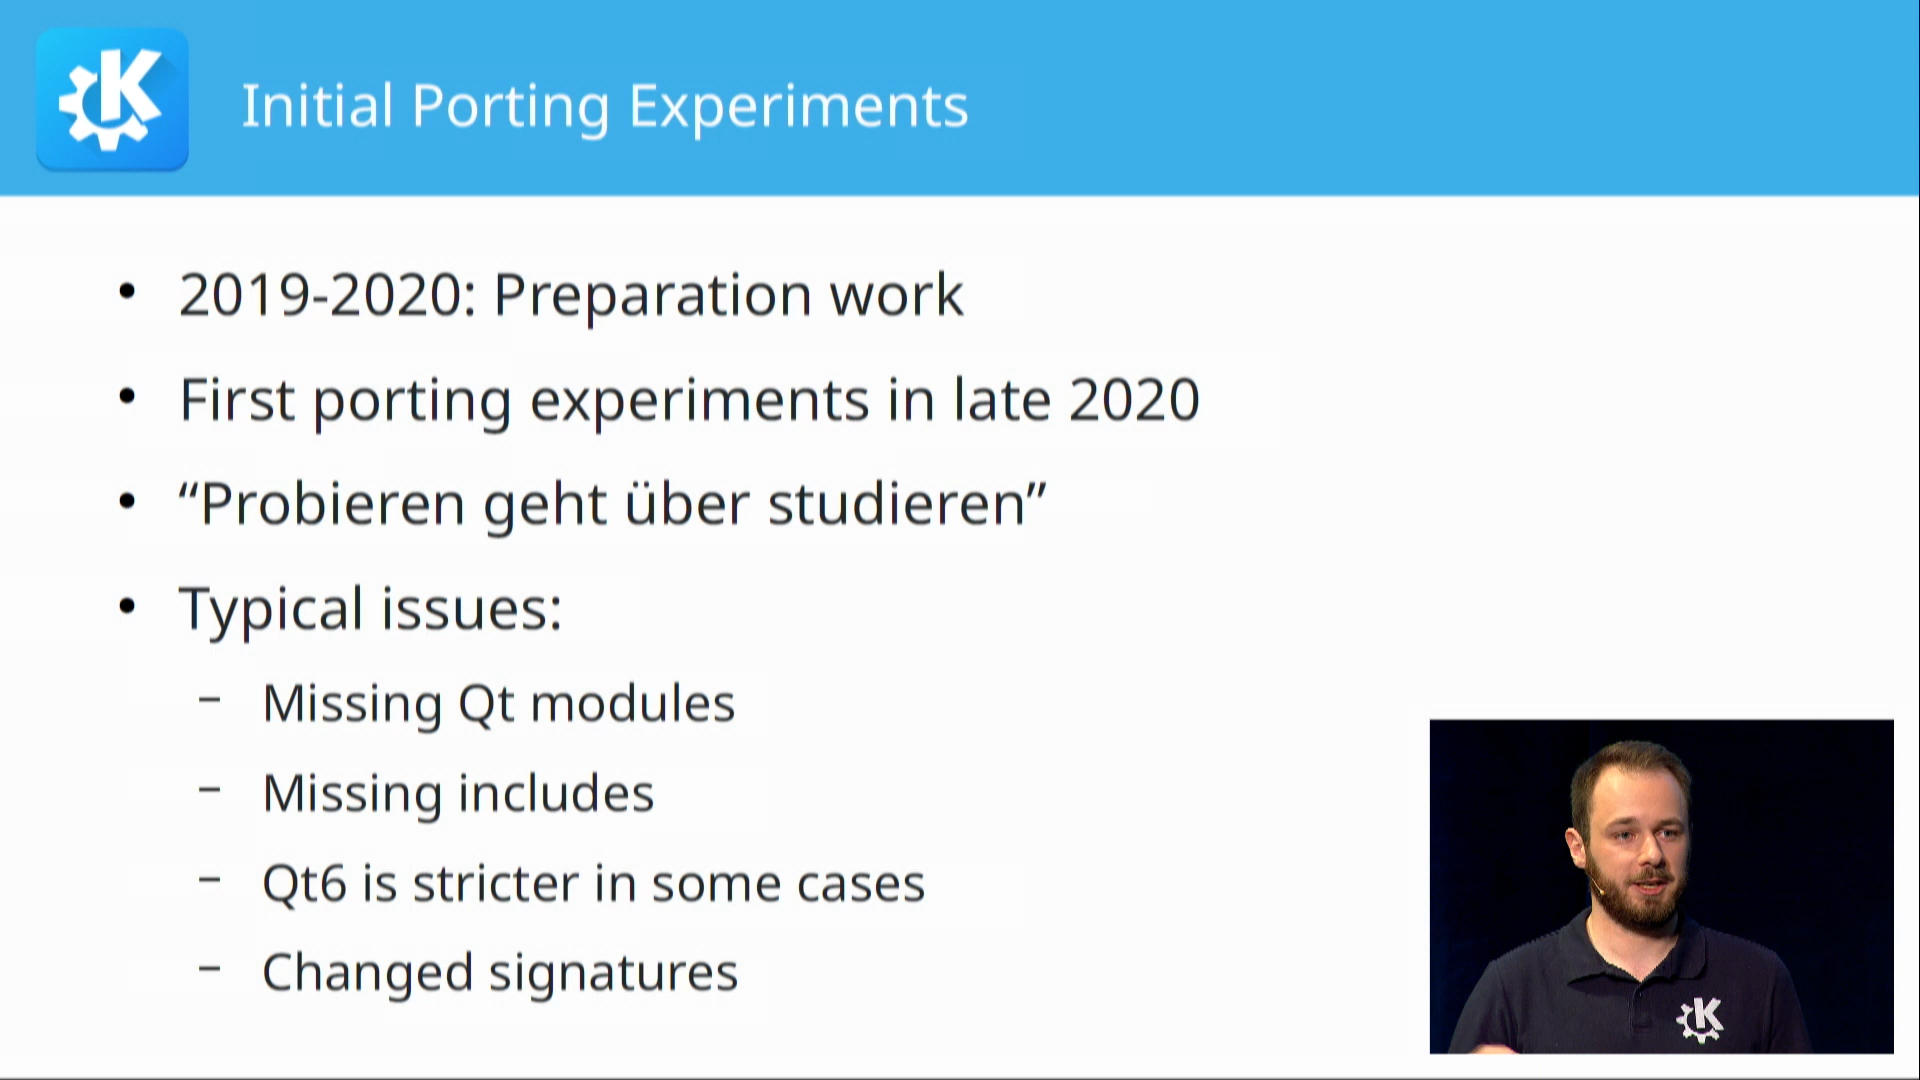 Initial Porting Experiments
• 2019-2020: Preparation work
• First porting experiments in late 2020
• “Probieren geht über studieren”
• Typical issues:
– Missing Qt modules
– Missing includes
– Qt6 is stricter in some cases
– Changed signatures